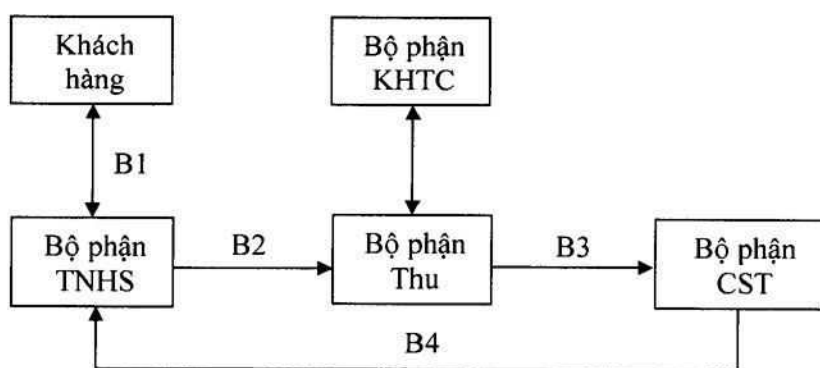 Khách
hàng
Bộ phận
KHTC
B1
Bộ phận
TNHS
B2
Bộ phận
Thu
B3
Bộ phận
CST
B4